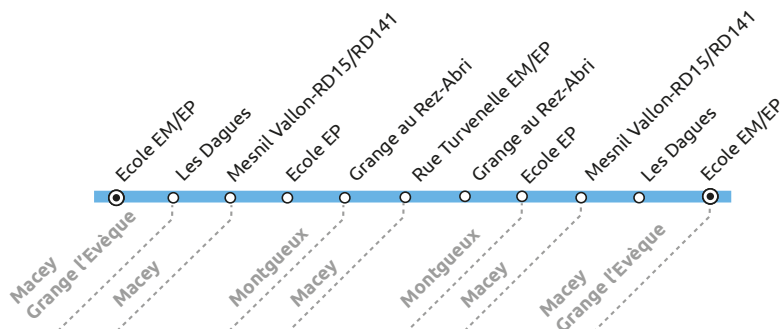 Ecole EM/EP
Les Dagues
Mesnil Vallon-RD15/RD141
Ecole EP
Grange au Rez-Abri
Rue Turvenelle EM/EP
Grange au Rez-Abri
Ecole EP
Mesnil Vallon-RD15/RD141
Les Dagues
Ecole EM/EP
Macey
Grange l'Evèque
Macey
Montgueux
Macey
Montgueux
Macey
Macey
Grange l'Evèque